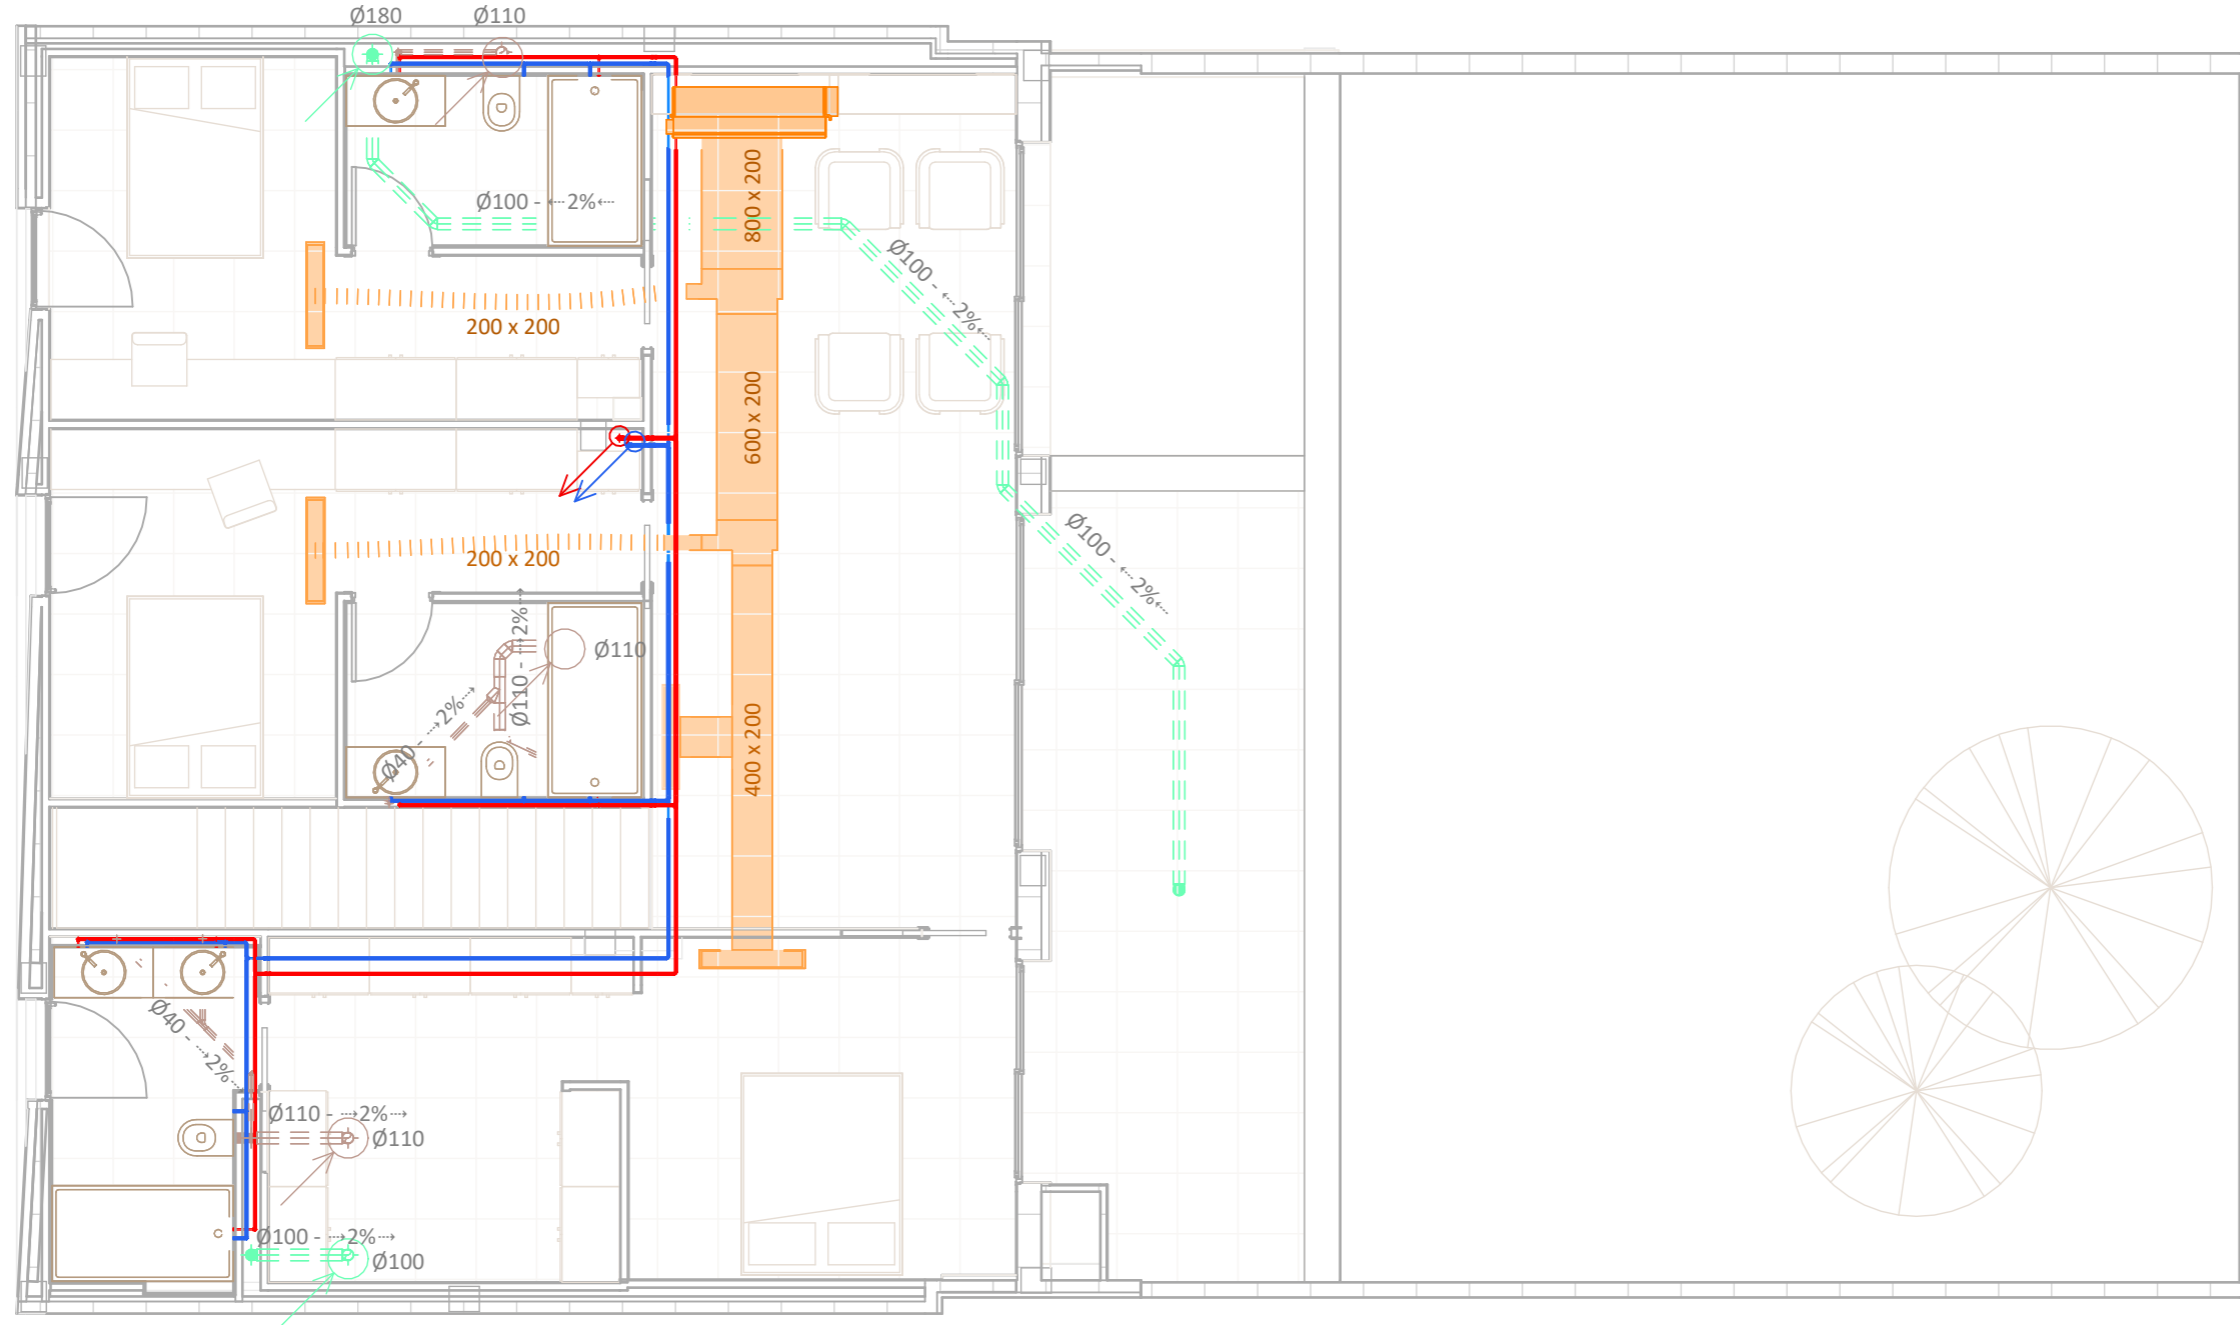 Ø180
Ø110
Ø100 - ⇠2%⇠
800 x 200
Ø100 - ⇠2%⇠
200 x 200
600 x 200
200 x 200
Ø100 - ⇠2%⇠
Ø110 - ⇢2%⇢
Ø110
Ø40 - ⇢2%⇢
400 x 200
Ø40 - ⇢2%⇢
Ø110 - ⇢2%⇢
Ø110
Ø100 - ⇢2%⇢
Ø100